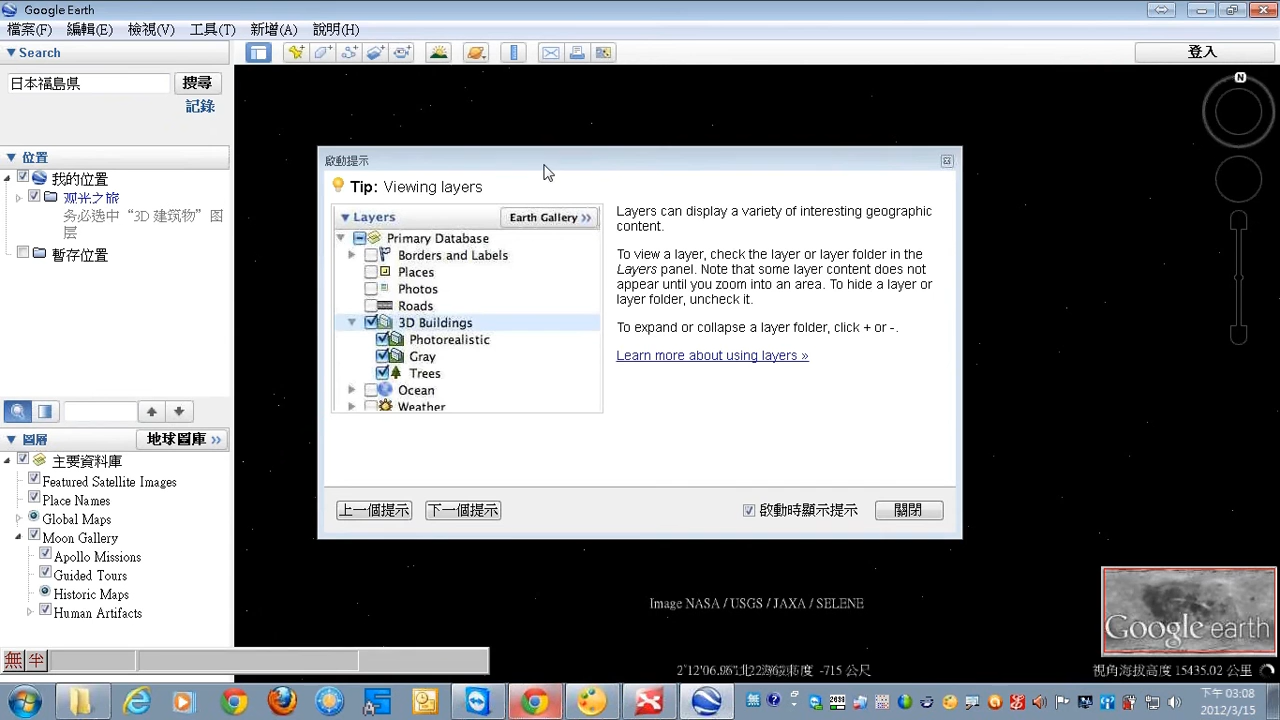 Google Earth
檔案(F) 編輯(E) 檢視(V) 工具(T) 新增(A) 說明(H)
Search
登入
日本福島県 搜尋
記錄
位置
我的位置
观光之旅
务必选中“3D 建筑物”图
层
暫存位置
啟動提示
Tip: Viewing layers
Layers Earth Gallery »
Primary Database
Borders and Labels
Places
Photos
Roads
3D Buildings
Photorealistic
Gray
Trees
Ocean
Weather
Layers can display a variety of interesting geographic
content.
To view a layer, check the layer or layer folder in the
Layers panel. Note that some layer content does not
appear until you zoom into an area. To hide a layer or
layer folder, uncheck it.
To expand or collapse a layer folder, click + or -.
Learn more about using layers »
上一個提示 下一個提示 啟動時顯示提示 關閉
圖層 地球圖庫 »
主要資料庫
Featured Satellite Images
Place Names
Global Maps
Moon Gallery
Apollo Missions
Guided Tours
Historic Maps
N
Image NASA / USGS / JAXA / SELENE
Google earth
-715 公尺
視角海拔高度 15435.02 公里
無 半
下午 03:08
2012/3/15